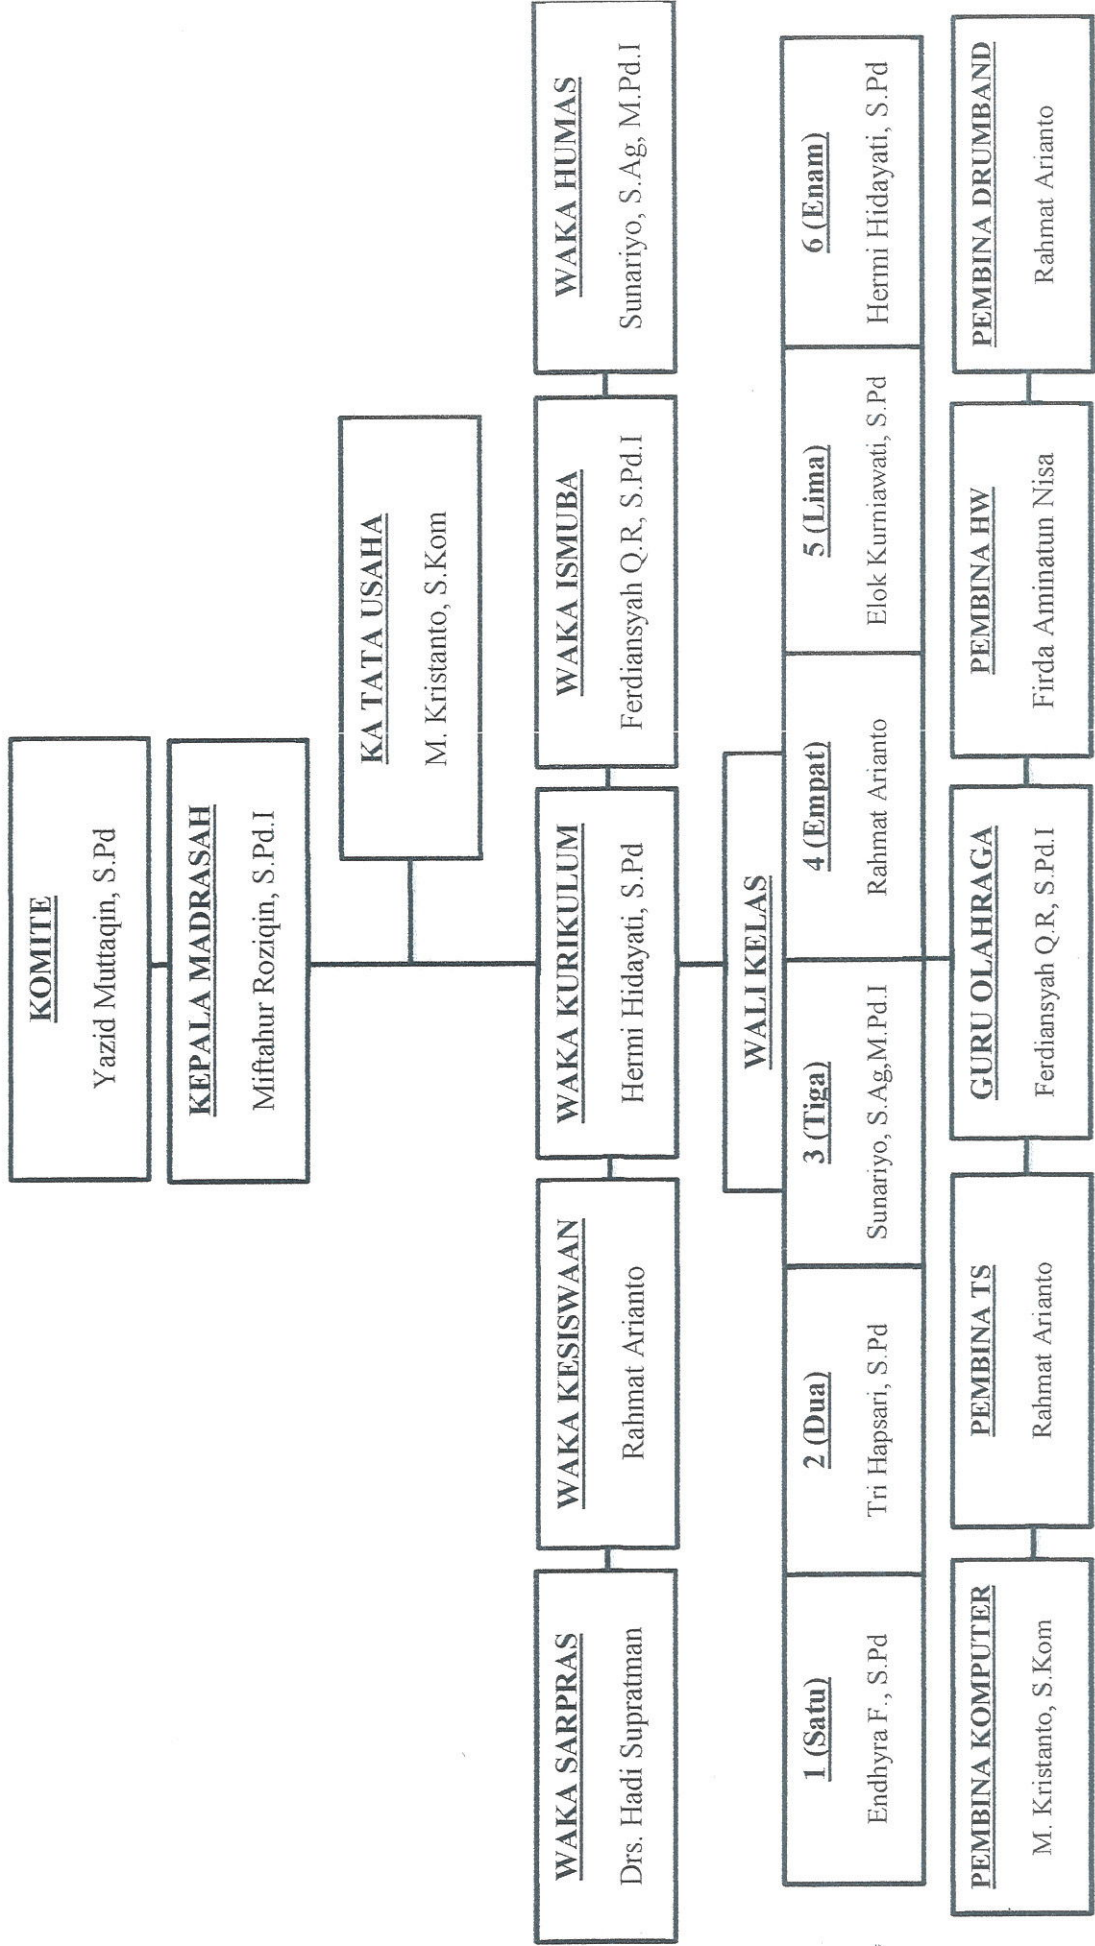 KOMITE
Yazid Muttaqin, S.Pd
KEPALA MADRASAH
Miftahur Roziqin, S.Pd.I
KA TATA USAHA
M. Kristanto, S.Kom
WAKA SARPRAS
Drs. Hadi Supratman
WAKA KESISWAAN
Rahmat Arianto
WAKA KURIKULUM
Hermi Hidayati, S.Pd
WAKA ISMUBA
Ferdiansyah Q.R, S.Pd.I
WAKA HUMAS
Sunariyo, S.Ag, M.Pd.I
WALI KELAS
1 (Satu)
Endhyra F., S.Pd
2 (Dua)
Tri Hapsari, S.Pd
3 (Tiga)
Sunariyo, S.Ag,M.Pd.I
4 (Empat)
Rahmat Arianto
5 (Lima)
Elok Kurniawati, S.Pd
6 (Enam)
Hermi Hidayati, S.Pd
PEMBINA KOMPUTER
M. Kristanto, S.Kom
PEMBINA TS
Rahmat Arianto
GURU OLAHRAGA
Ferdiansyah Q.R, S.Pd.I
PEMBINA HW
Firda Aminatun Nisa
PEMBINA DRUMBAND
Rahmat Arianto